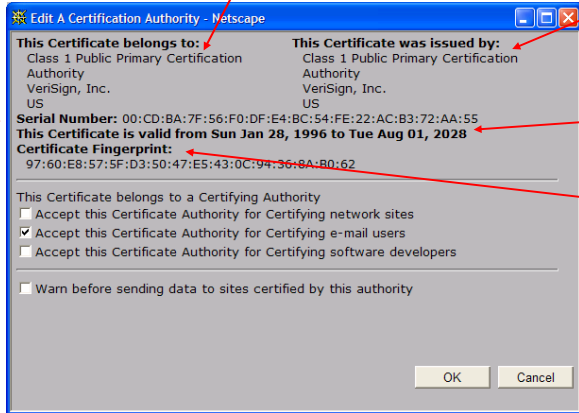 Edit A Certification Authority - Netscape
This Certificate belongs to:
Class 1 Public Primary Certification
Authority
VeriSign, Inc.
US
This Certificate was issued by:
Class 1 Public Primary Certification
Authority
VeriSign, Inc.
US
Serial Number: 00:CD:BA:7F:56:F0:DF:E4:BC:54:FE:22:AC:B3:72:AA:55
This Certificate is valid from Sun Jan 28, 1996 to Tue Aug 01, 2028
Certificate Fingerprint:
97:60:E8:57:5F:D3:50:47:E5:43:0C:94:36:8A:B0:62
This Certificate belongs to a Certifying Authority
Accept this Certificate Authority for Certifying network sites
Accept this Certificate Authority for Certifying e-mail users
Accept this Certificate Authority for Certifying software developers
Warn before sending data to sites certified by this authority
OK
Cancel